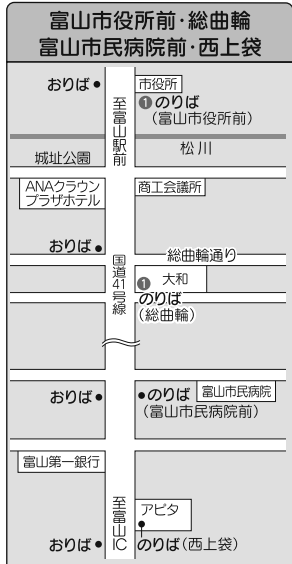 富山市役所前・総曲輪
富山市民病院前・西上袋
おりば
市役所
❶のりば
(富山市役所前)
至富山駅前
城址公園
松川
ANAクラウン
プラザホテル
商工会議所
おりば
総曲輪通り
国道41号線
❶
大和
のりば
(総曲輪)
おりば
のりば
富山市民病院
(富山市民病院前)
富山第一銀行
至富山IC
アピタ
おりば
のりば(西上袋)